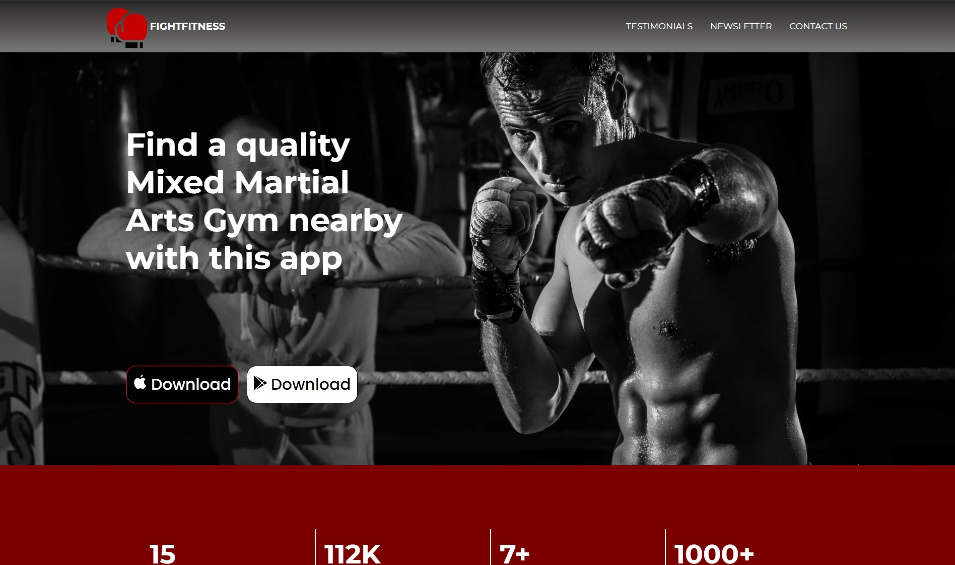 FIGHTFITNESS
TESTIMONIALS NEWSLETTER CONTACT US
Find a quality
Mixed Martial
Arts Gym nearby
with this app
Download Download
15 112K 7+ 1000+